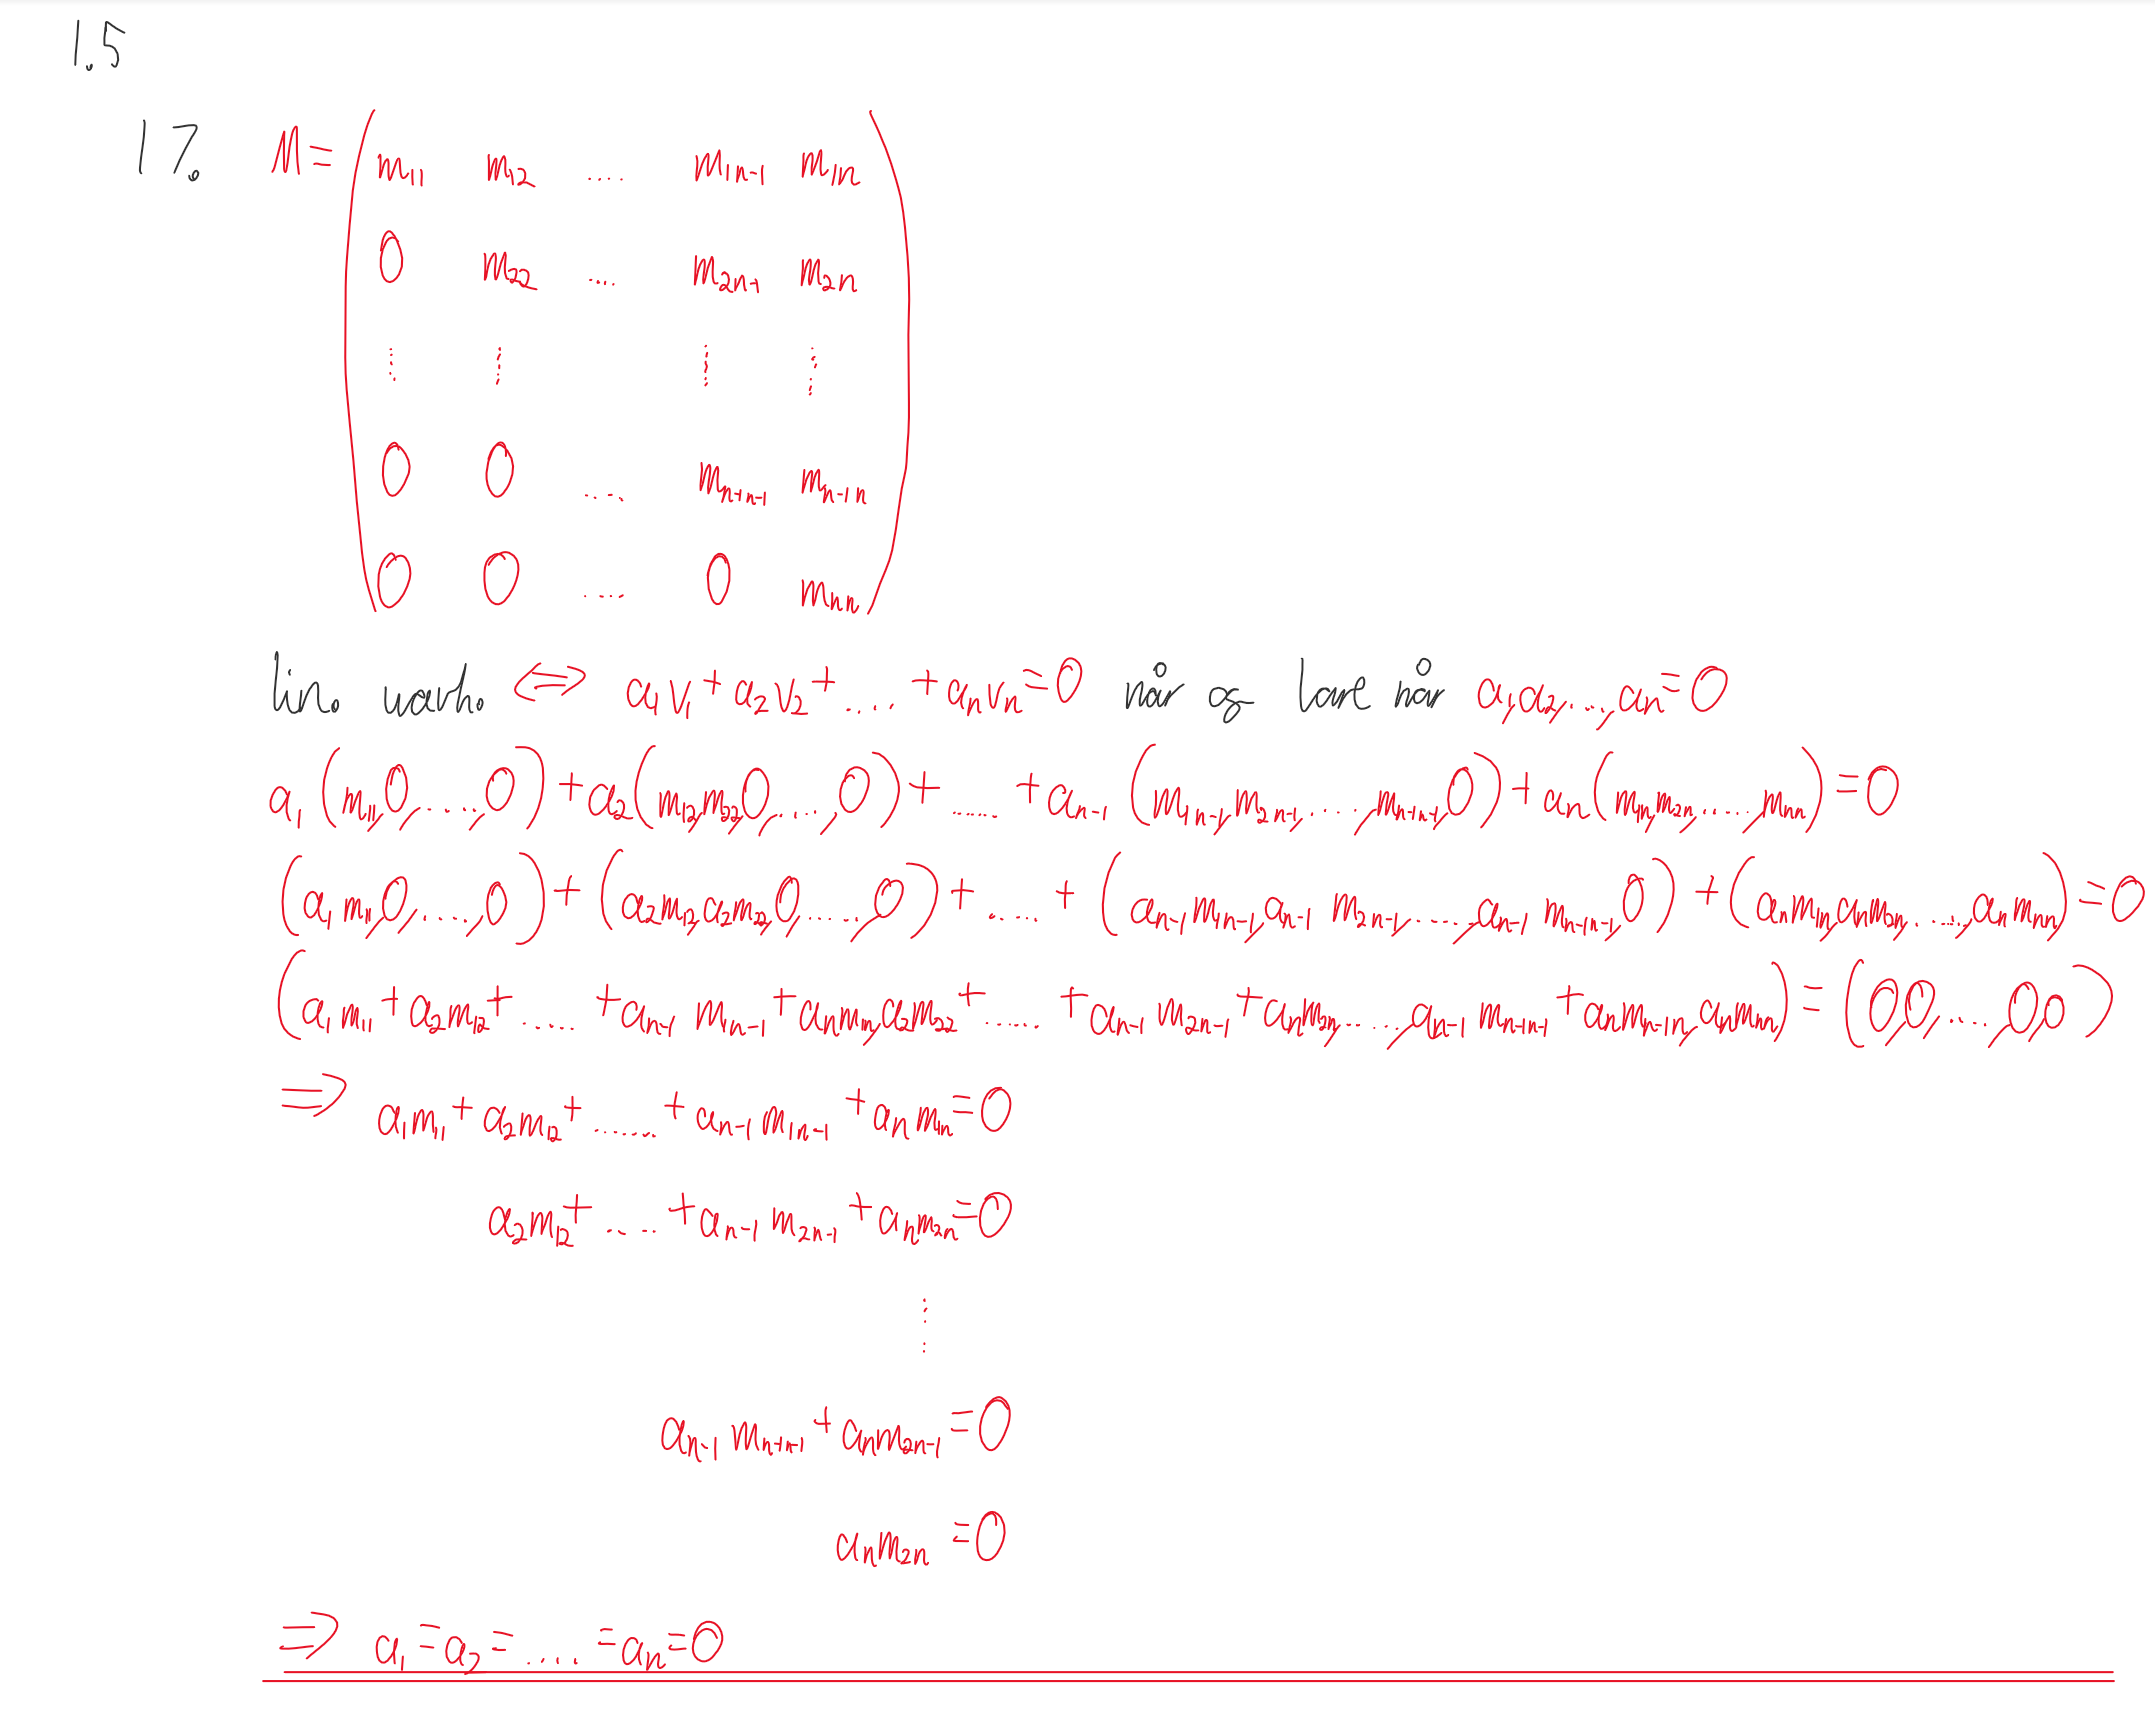 1.5
17. M = ( m₁₁ m₁₂ .... m₁ₙ₋₁ m₁ₙ
0 m₂₂ .... m₂ₙ₋₁ m₂ₙ
⋮ ⋮ ⋮ ⋮
0 0 .... mₙ₋₁ₙ₋₁ mₙ₋₁ₙ
0 0 .... 0 mₙₙ )
lin. uavh. ⇔ a₁v₁ + a₂v₂ + .... + aₙvₙ = 0 når og bare når a₁, a₂, ...., aₙ = 0
a₁(m₁₁, 0, ...., 0) + a₂(m₁₂, m₂₂, 0, ...., 0) + ..... + aₙ₋₁(m₁ₙ₋₁, m₂ₙ₋₁, ....., mₙ₋₁ₙ₋₁, 0) + aₙ(m₁ₙ, m₂ₙ, ....., mₙₙ) = 0
(a₁m₁₁, 0, ....., 0) + (a₂m₁₂, a₂m₂₂, 0, ....., 0) + ..... + (aₙ₋₁m₁ₙ₋₁, aₙ₋₁m₂ₙ₋₁, ....., aₙ₋₁mₙ₋₁ₙ₋₁, 0) + (aₙm₁ₙ, aₙm₂ₙ, ....., aₙmₙₙ) = 0
(a₁m₁₁ + a₂m₁₂ + ..... + aₙ₋₁m₁ₙ₋₁ + aₙm₁ₙ, a₂m₂₂ + ..... + aₙ₋₁m₂ₙ₋₁ + aₙm₂ₙ, ....., aₙ₋₁mₙ₋₁ₙ₋₁ + aₙmₙ₋₁ₙ, aₙmₙₙ) = (0, 0, ...., 0, 0)
⇒ a₁m₁₁ + a₂m₁₂ + ...... + aₙ₋₁m₁ₙ₋₁ + aₙm₁ₙ = 0
a₂m₁₂ + .... + aₙ₋₁m₂ₙ₋₁ + aₙm₂ₙ = 0
⋮
aₙ₋₁mₙ₋₁ₙ₋₁ + aₙm₂ₙ₋₁ = 0
aₙm₂ₙ = 0
⇒ a₁ = a₂ = .... = aₙ = 0